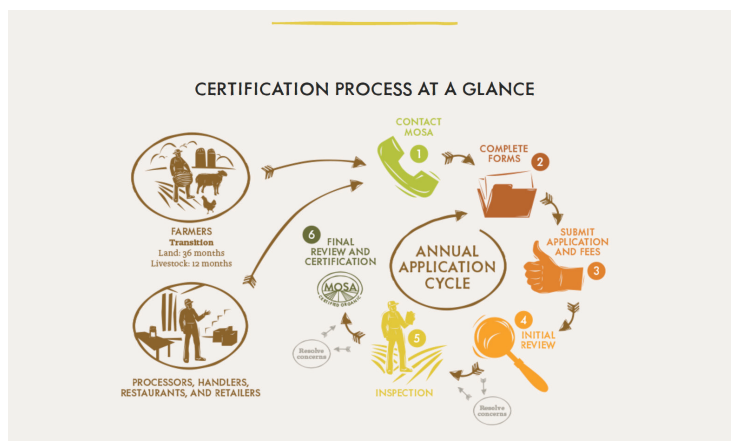 CERTIFICATION PROCESS AT A GLANCE
FARMERS
Transition
Land: 36 months
Livestock: 12 months
PROCESSORS, HANDLERS,
RESTAURANTS, AND RETAILERS
CONTACT
MOSA
1
COMPLETE
FORMS
2
SUBMIT
APPLICATION
AND FEES
3
4
INITIAL
REVIEW
Resolve
concerns
5
INSPECTION
Resolve
concerns
6
FINAL
REVIEW AND
CERTIFICATION
MOSA
CERTIFIED ORGANIC
ANNUAL
APPLICATION
CYCLE